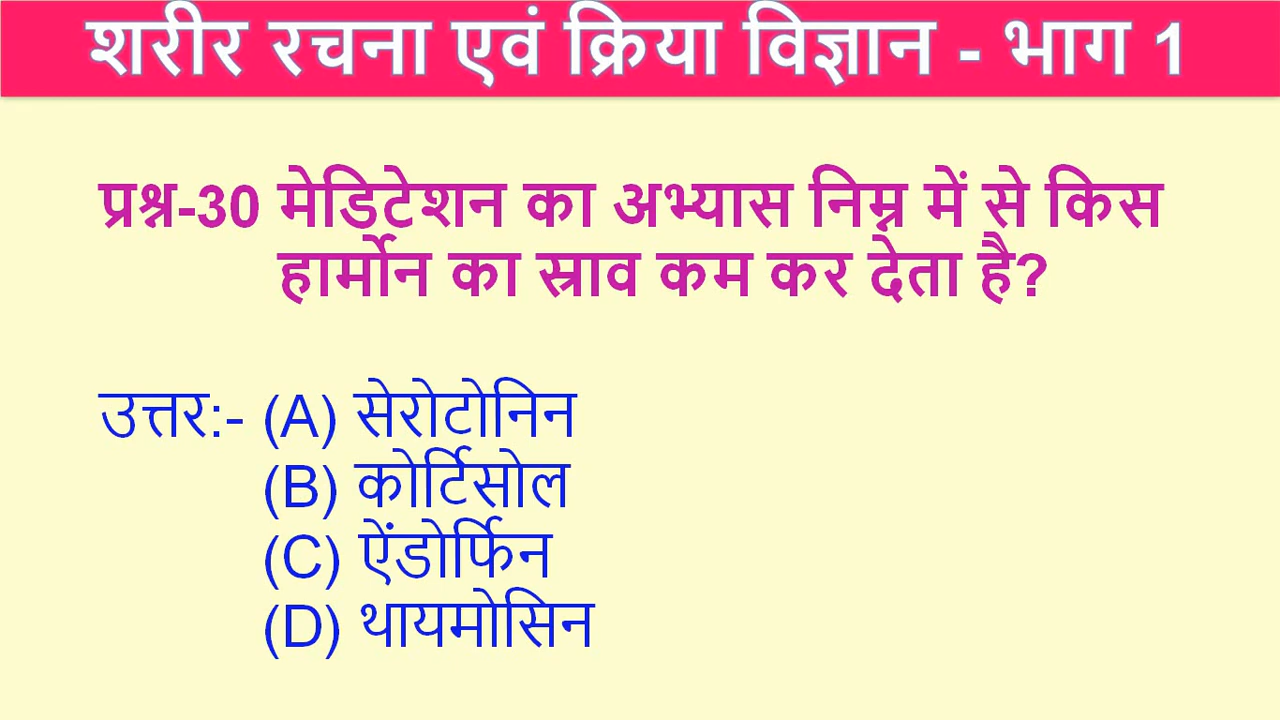 शरीर रचना एवं क्रिया विज्ञान - भाग 1
प्रश्न-30 मेडिटेशन का अभ्यास निम्न में से किस
हार्मोन का स्राव कम कर देता है?
उत्तर:- (A) सेरोटोनिन
(B) कोर्टिसोल
(C) ऐंडोर्फिन
(D) थायमोसिन